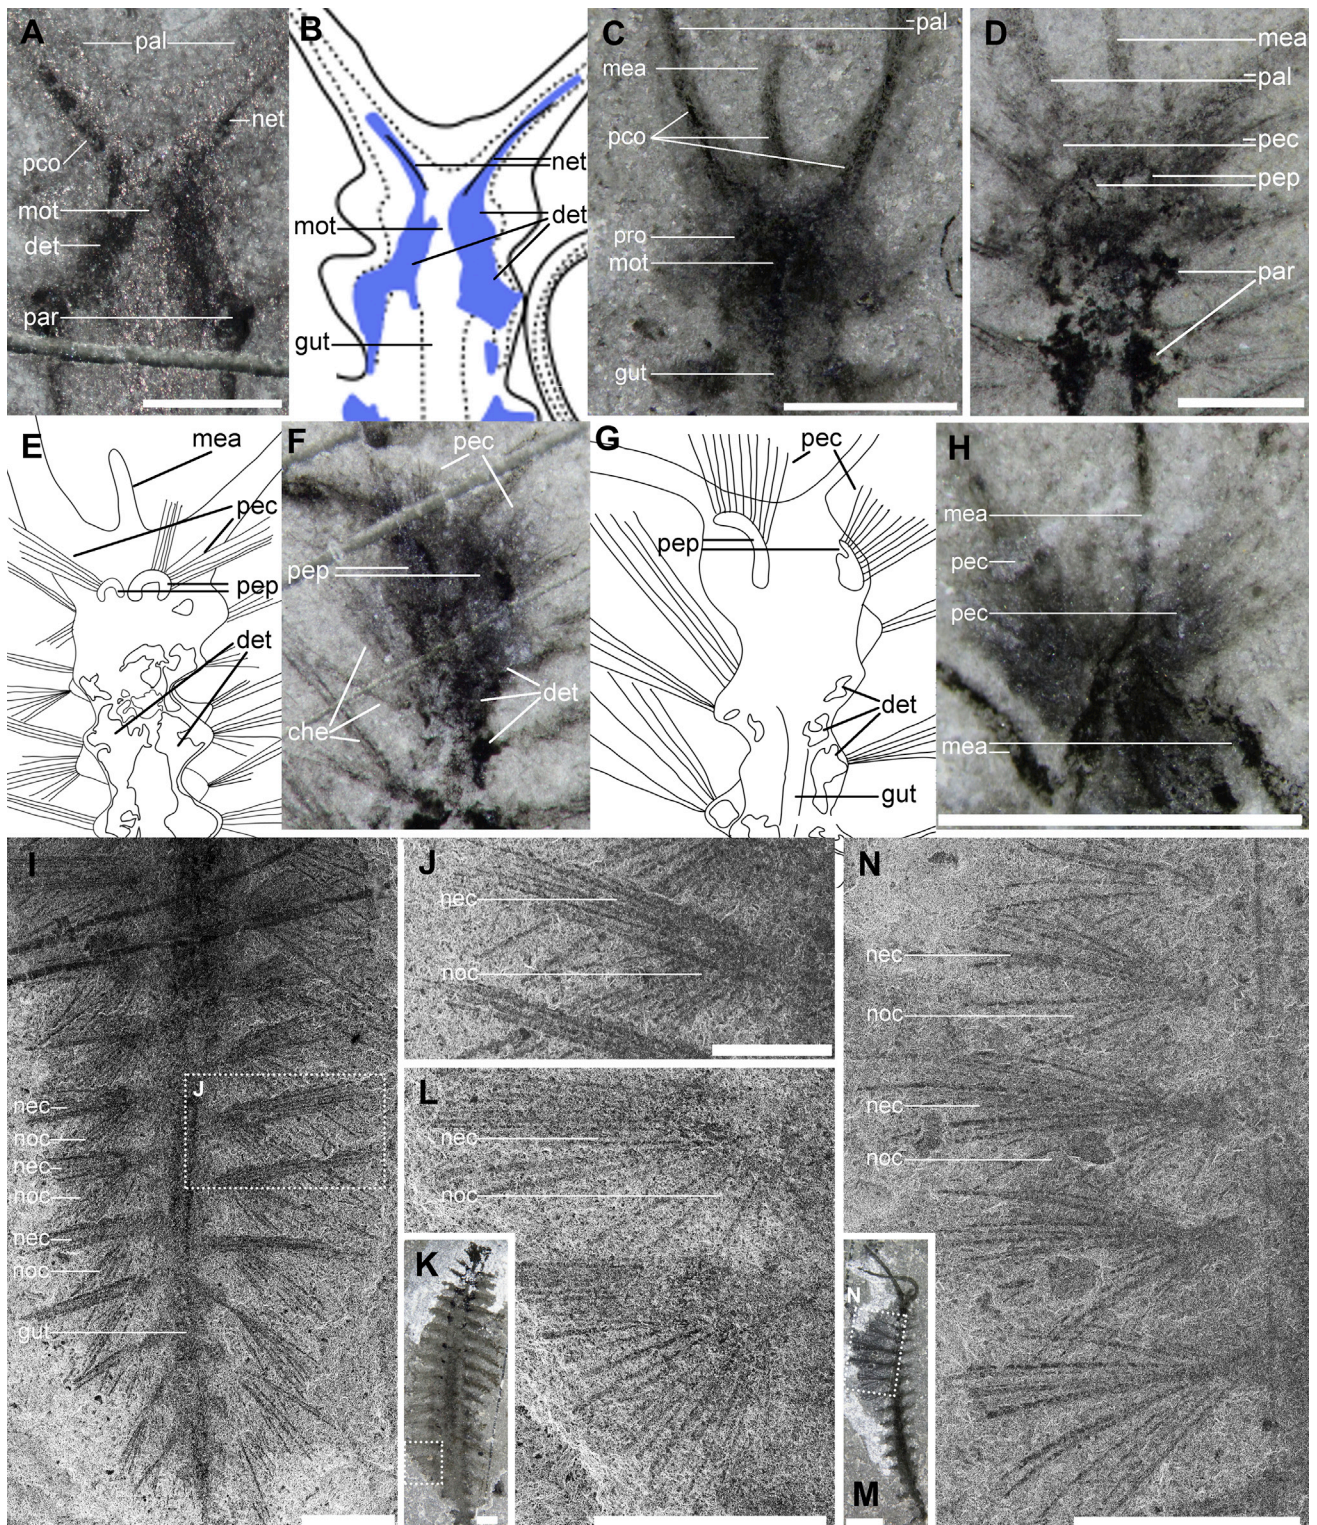 A
pal
net
pco
mot
det
par
B
net
det
mot
gut
C
pal
mea
pco
pro
mot
gut
D
mea
pal
pec
pep
par
E
mea
pec
pep
det
F
pec
pep
det
che
G
pec
pep
det
gut
H
mea
pec
pec
mea
I
J
nec
noc
nec
noc
nec
noc
gut
J
nec
noc
L
nec
noc
K
N
nec
noc
nec
noc
N
M